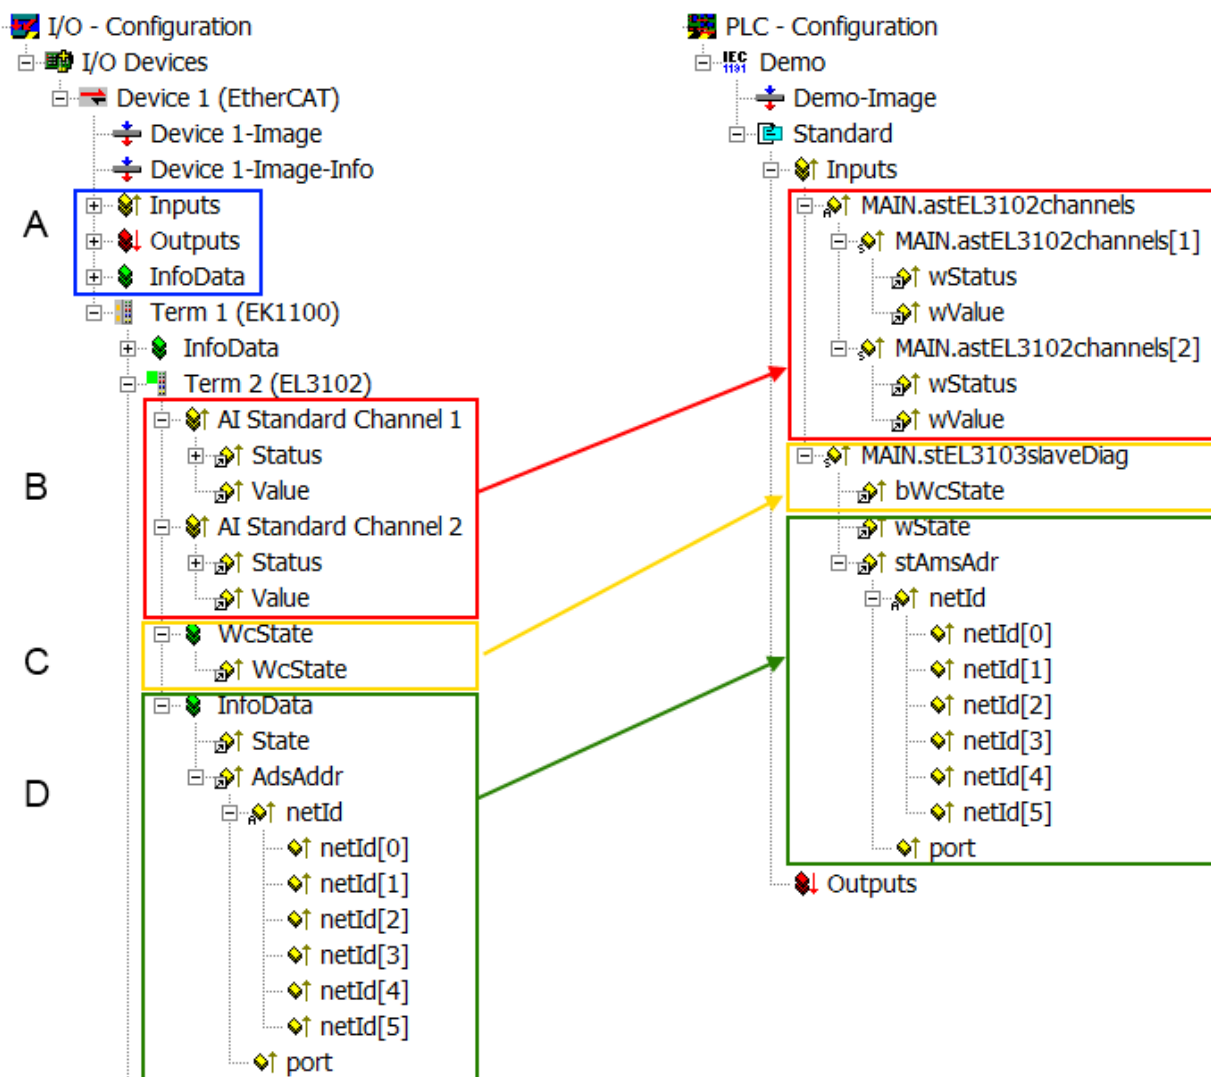 I/O - Configuration
I/O Devices
Device 1 (EtherCAT)
Device 1-Image
Device 1-Image-Info
A
Inputs
Outputs
InfoData
Term 1 (EK1100)
InfoData
Term 2 (EL3102)
B
AI Standard Channel 1
Status
Value
AI Standard Channel 2
Status
Value
C
WcState
WcState
D
InfoData
State
AdsAddr
netId
netId[0]
netId[1]
netId[2]
netId[3]
netId[4]
netId[5]
port
PLC - Configuration
IEC
1131
Demo
Demo-Image
Standard
Inputs
MAIN.astEL3102channels
MAIN.astEL3102channels[1]
wStatus
wValue
MAIN.astEL3102channels[2]
wStatus
wValue
MAIN.stEL3103slaveDiag
bWcState
wState
stAmsAdr
netId
netId[0]
netId[1]
netId[2]
netId[3]
netId[4]
netId[5]
port
Outputs